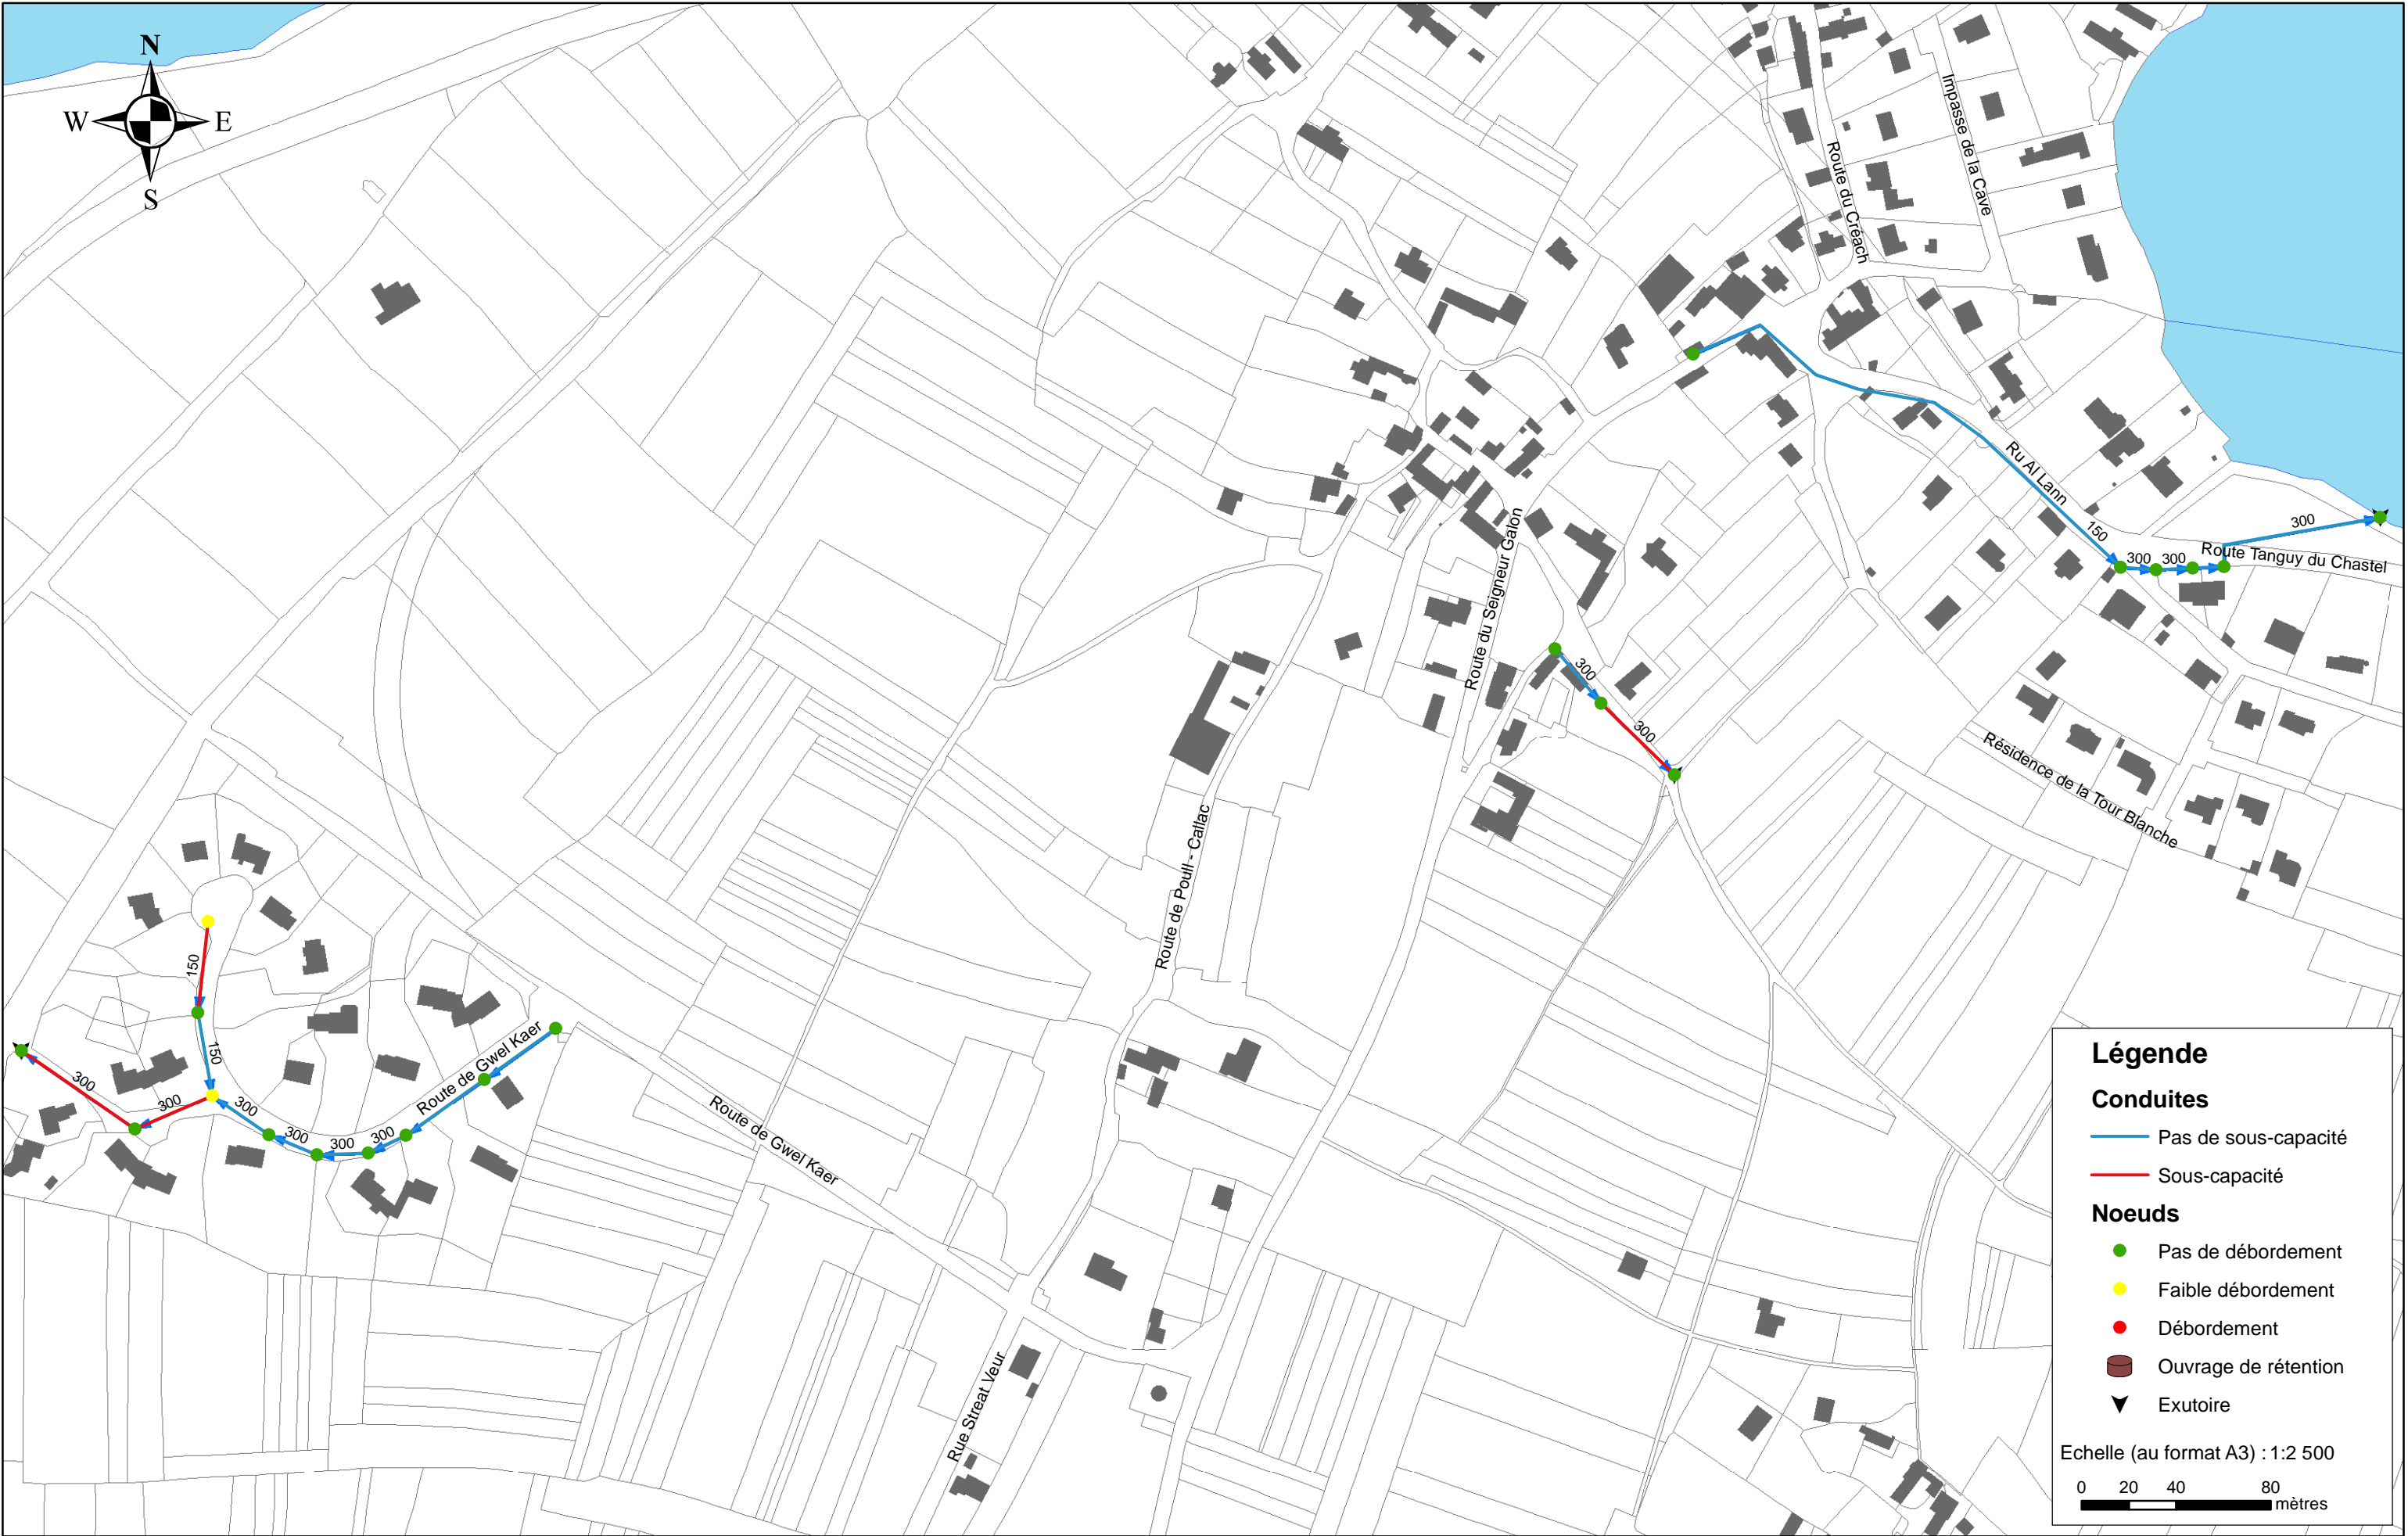 N
W
E
S
Impasse de la Cave
Route du Créac'h
Ru Al Lann
150
300
300
300
Route Tanguy du Chastel
Route du Seigneur Galon
300
300
Résidence de la Tour Blanche
Route de Poull - Callac
150
150
300
300
300
300
300
300
Route de Gwel Kaer
Route de Gwel Kaer
Rue Streat Veur
Légende
Conduites
Pas de sous-capacité
Sous-capacité
Noeuds
Pas de débordement
Faible débordement
Débordement
Ouvrage de rétention
Exutoire
Echelle (au format A3) : 1:2 500
0 20 40 80
mètres